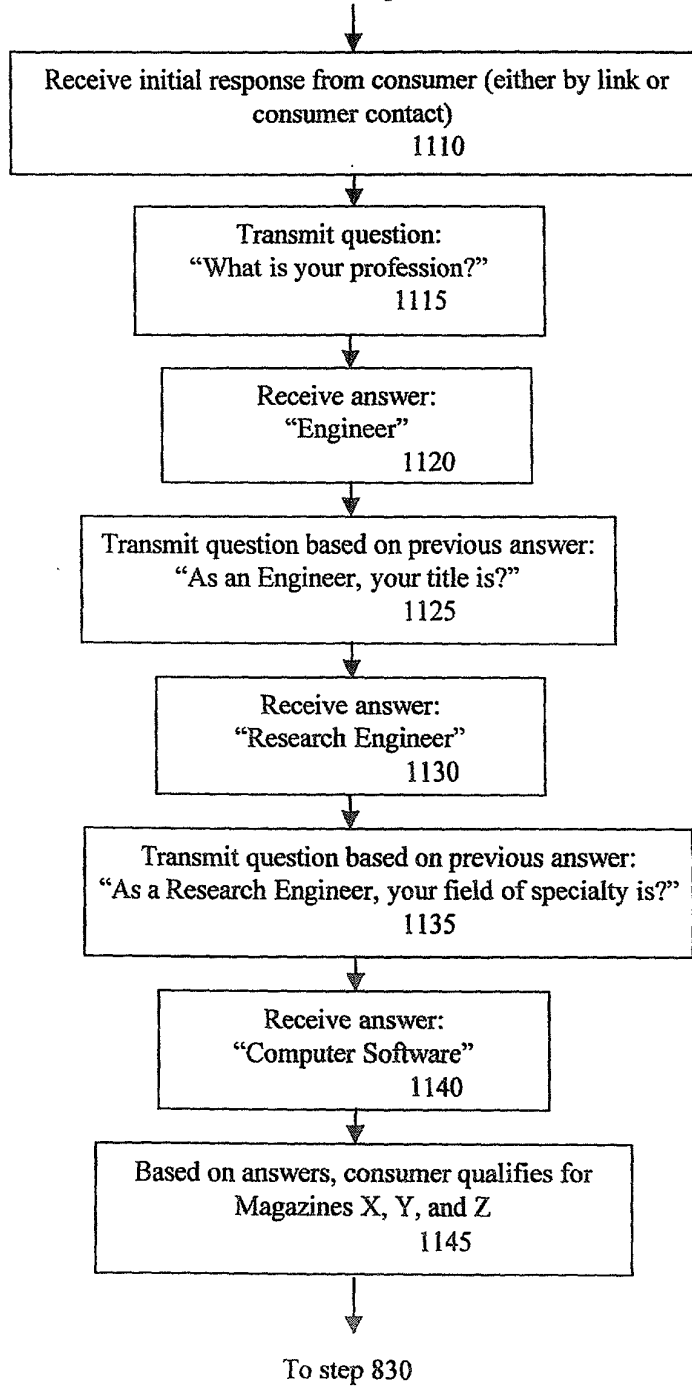 Receive initial response from consumer (either by link or
consumer contact)
1110
Transmit question:
“What is your profession?”
1115
Receive answer:
“Engineer”
1120
Transmit question based on previous answer:
“As an Engineer, your title is?”
1125
Receive answer:
“Research Engineer”
1130
Transmit question based on previous answer:
“As a Research Engineer, your field of specialty is?”
1135
Receive answer:
“Computer Software”
1140
Based on answers, consumer qualifies for
Magazines X, Y, and Z
1145
To step 830